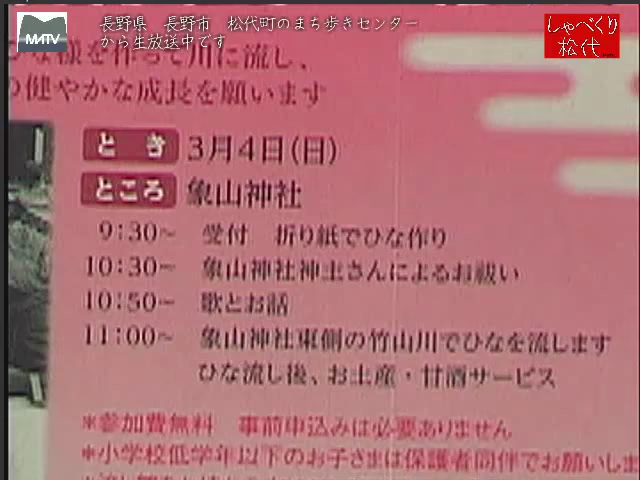 MATV
長野県　長野市　松代町のまち歩きセンター
から生放送中です
しゃべくり
松代
ひな様を作って川に流し、
の健やかな成長を願います
とき 3月4日(日)
ところ 象山神社
9:30~ 受付　折り紙でひな作り
10:30~ 象山神社神主さんによるお祓い
10:50~ 歌とお話
11:00~ 象山神社東側の竹山川でひなを流します
ひな流し後、お土産・甘酒サービス
*参加費無料　事前申込みは必要ありません
*小学校低学年以下のお子さまは保護者同伴でお願いしま